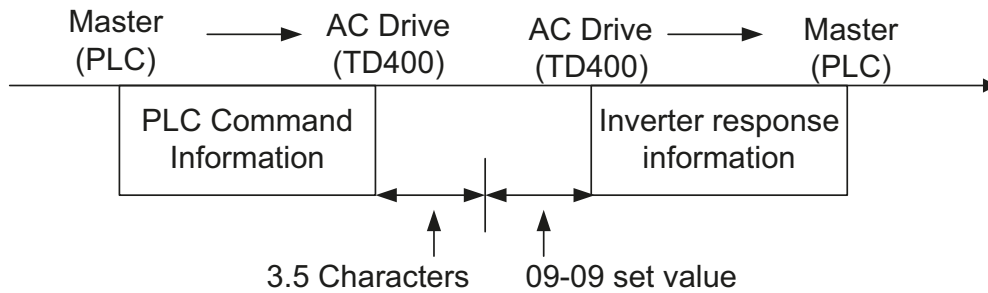 Master
(PLC)
AC Drive
(TD400)
AC Drive
(TD400)
Master
(PLC)
PLC Command
Information
Inverter response
information
3.5 Characters
09-09 set value